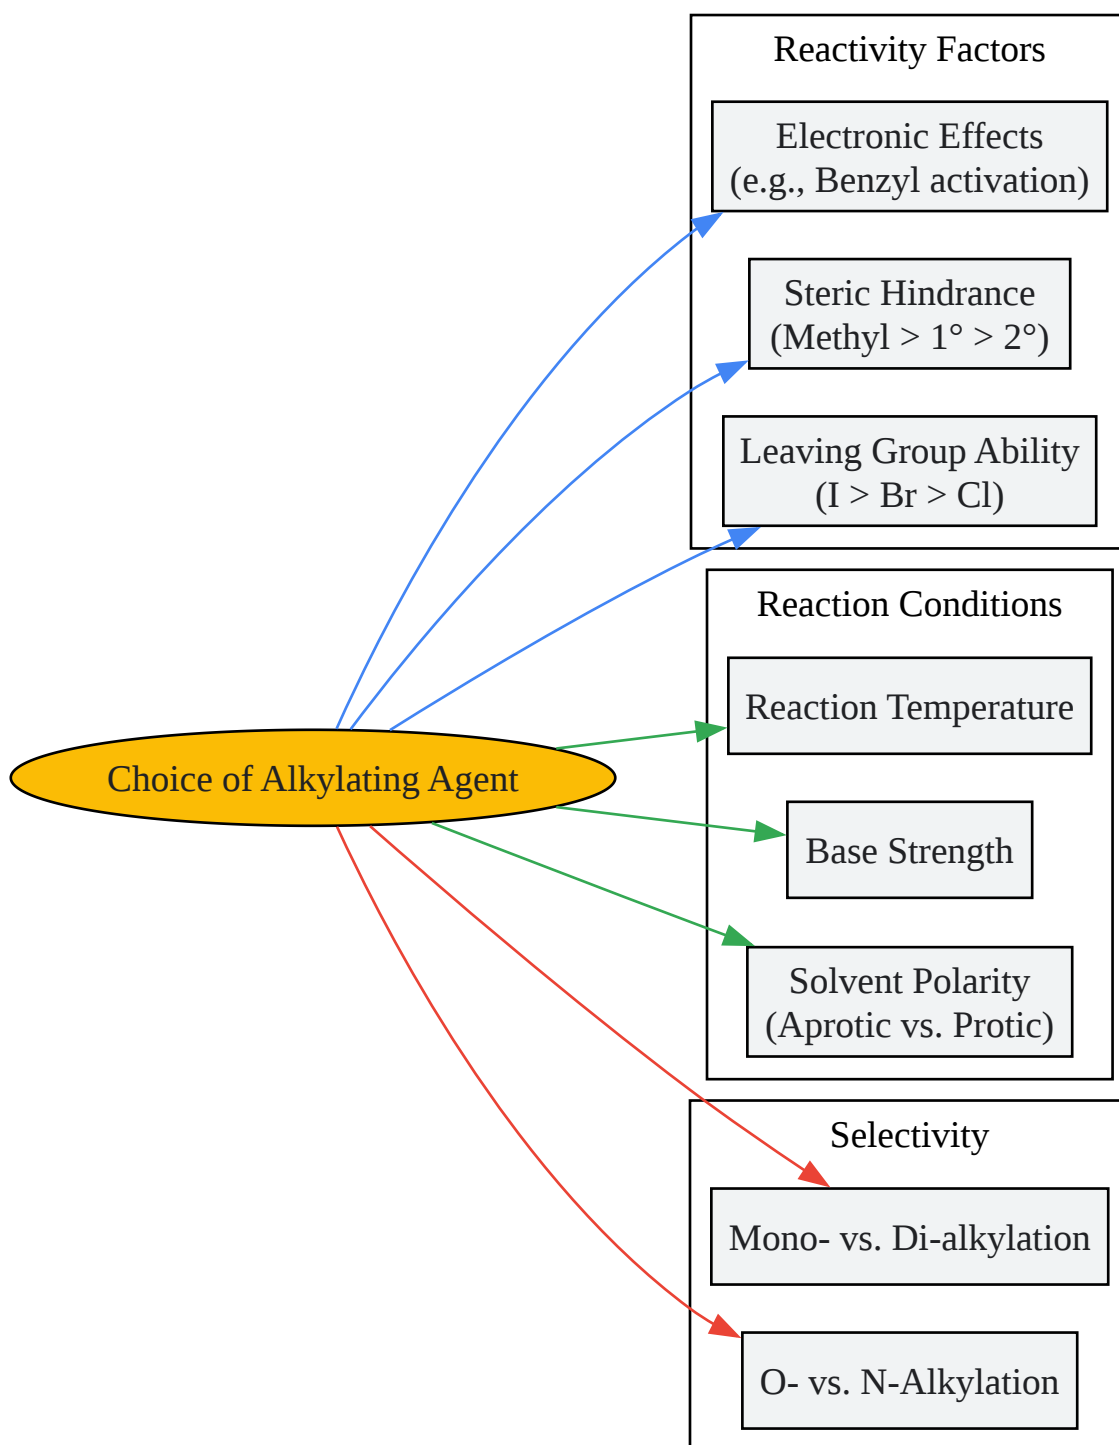 Reactivity Factors
Electronic Effects
(e.g., Benzyl activation)
Steric Hindrance
(Methyl > 1° > 2°)
Leaving Group Ability
(I > Br > Cl)
Reaction Conditions
Reaction Temperature
Choice of Alkylating Agent
Base Strength
Solvent Polarity
(Aprotic vs. Protic)
Selectivity
Mono- vs. Di-alkylation
O- vs. N-Alkylation